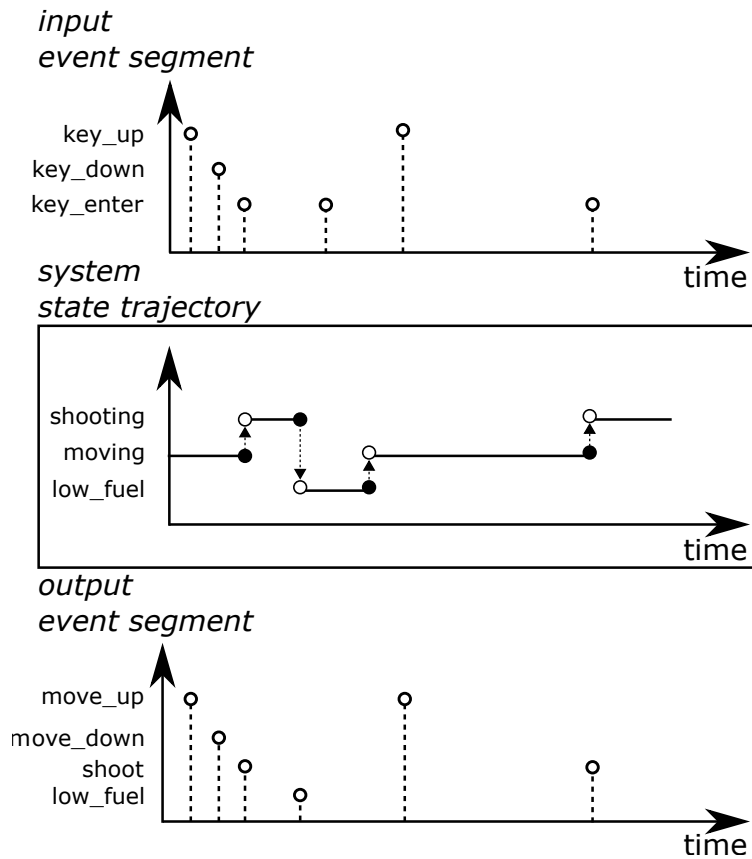 input
event segment
key_up
key_down
key_enter
time
system
state trajectory
shooting
moving
low_fuel
time
output
event segment
move_up
move_down
shoot
low_fuel
time